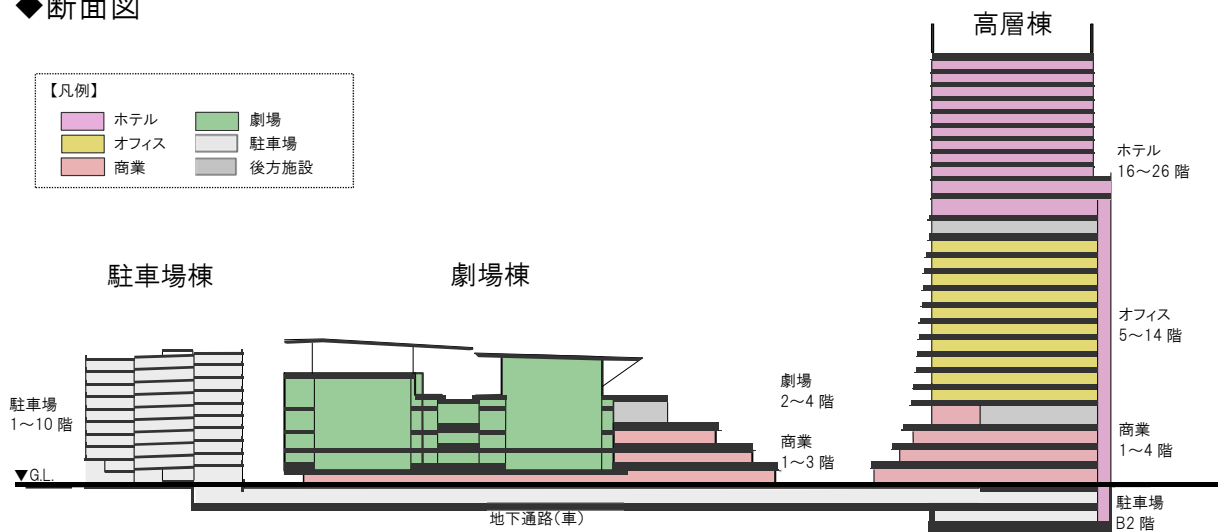 ◆断面図
高層棟
【凡例】
ホテル
劇場
オフィス
駐車場
商業
後方施設
ホテル
16～26 階
駐車場棟
劇場棟
オフィス
5～14 階
劇場
2～4 階
駐車場
1～10 階
商業
1～3 階
商業
1～4 階
▼G.L.
地下通路(車)
駐車場
B2 階